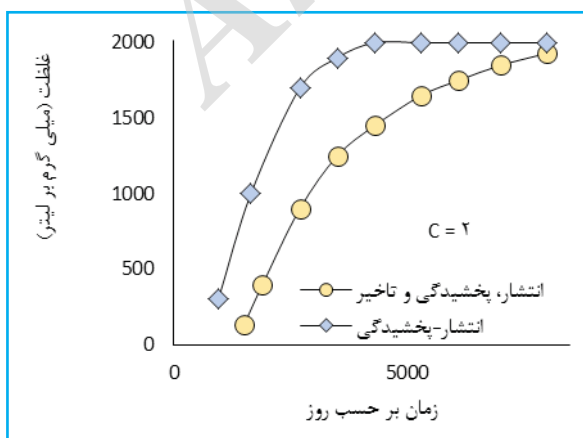 غلظت (میلی گرم بر لیتر)
2000
1500
1000
500
0
C = ۲
انتشار، پخشیدگی و تاخیر
انتشار-پخشیدگی
0
5000
زمان بر حسب روز